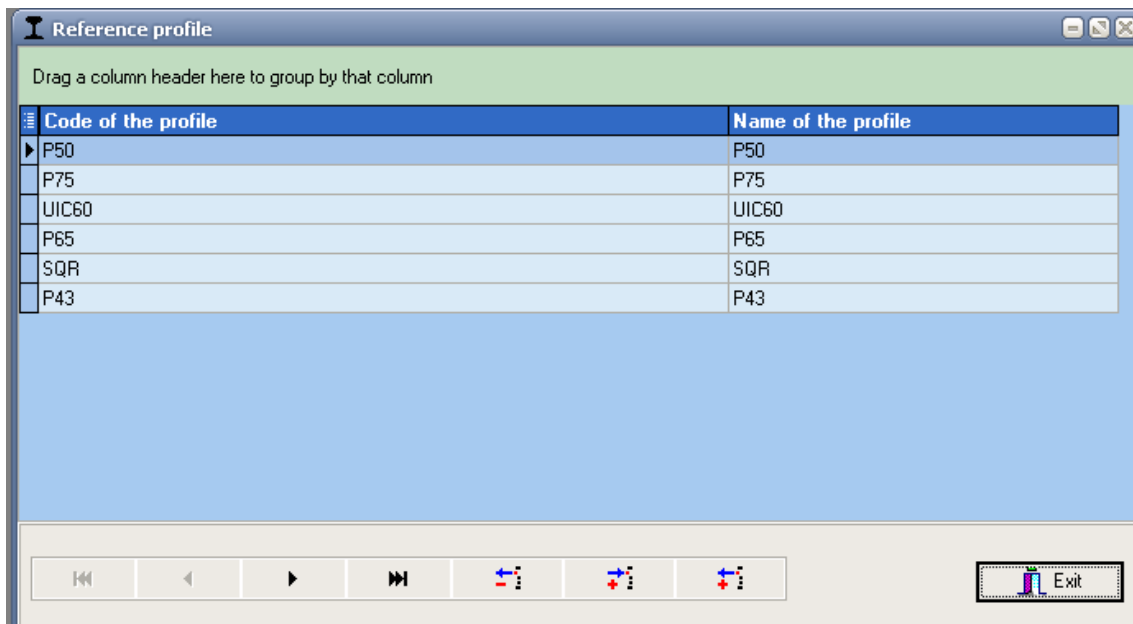 Reference profile
Drag a column header here to group by that column
Code of the profile Name of the profile
P50 P50
P75 P75
UIC60 UIC60
P65 P65
SQR SQR
P43 P43
Exit